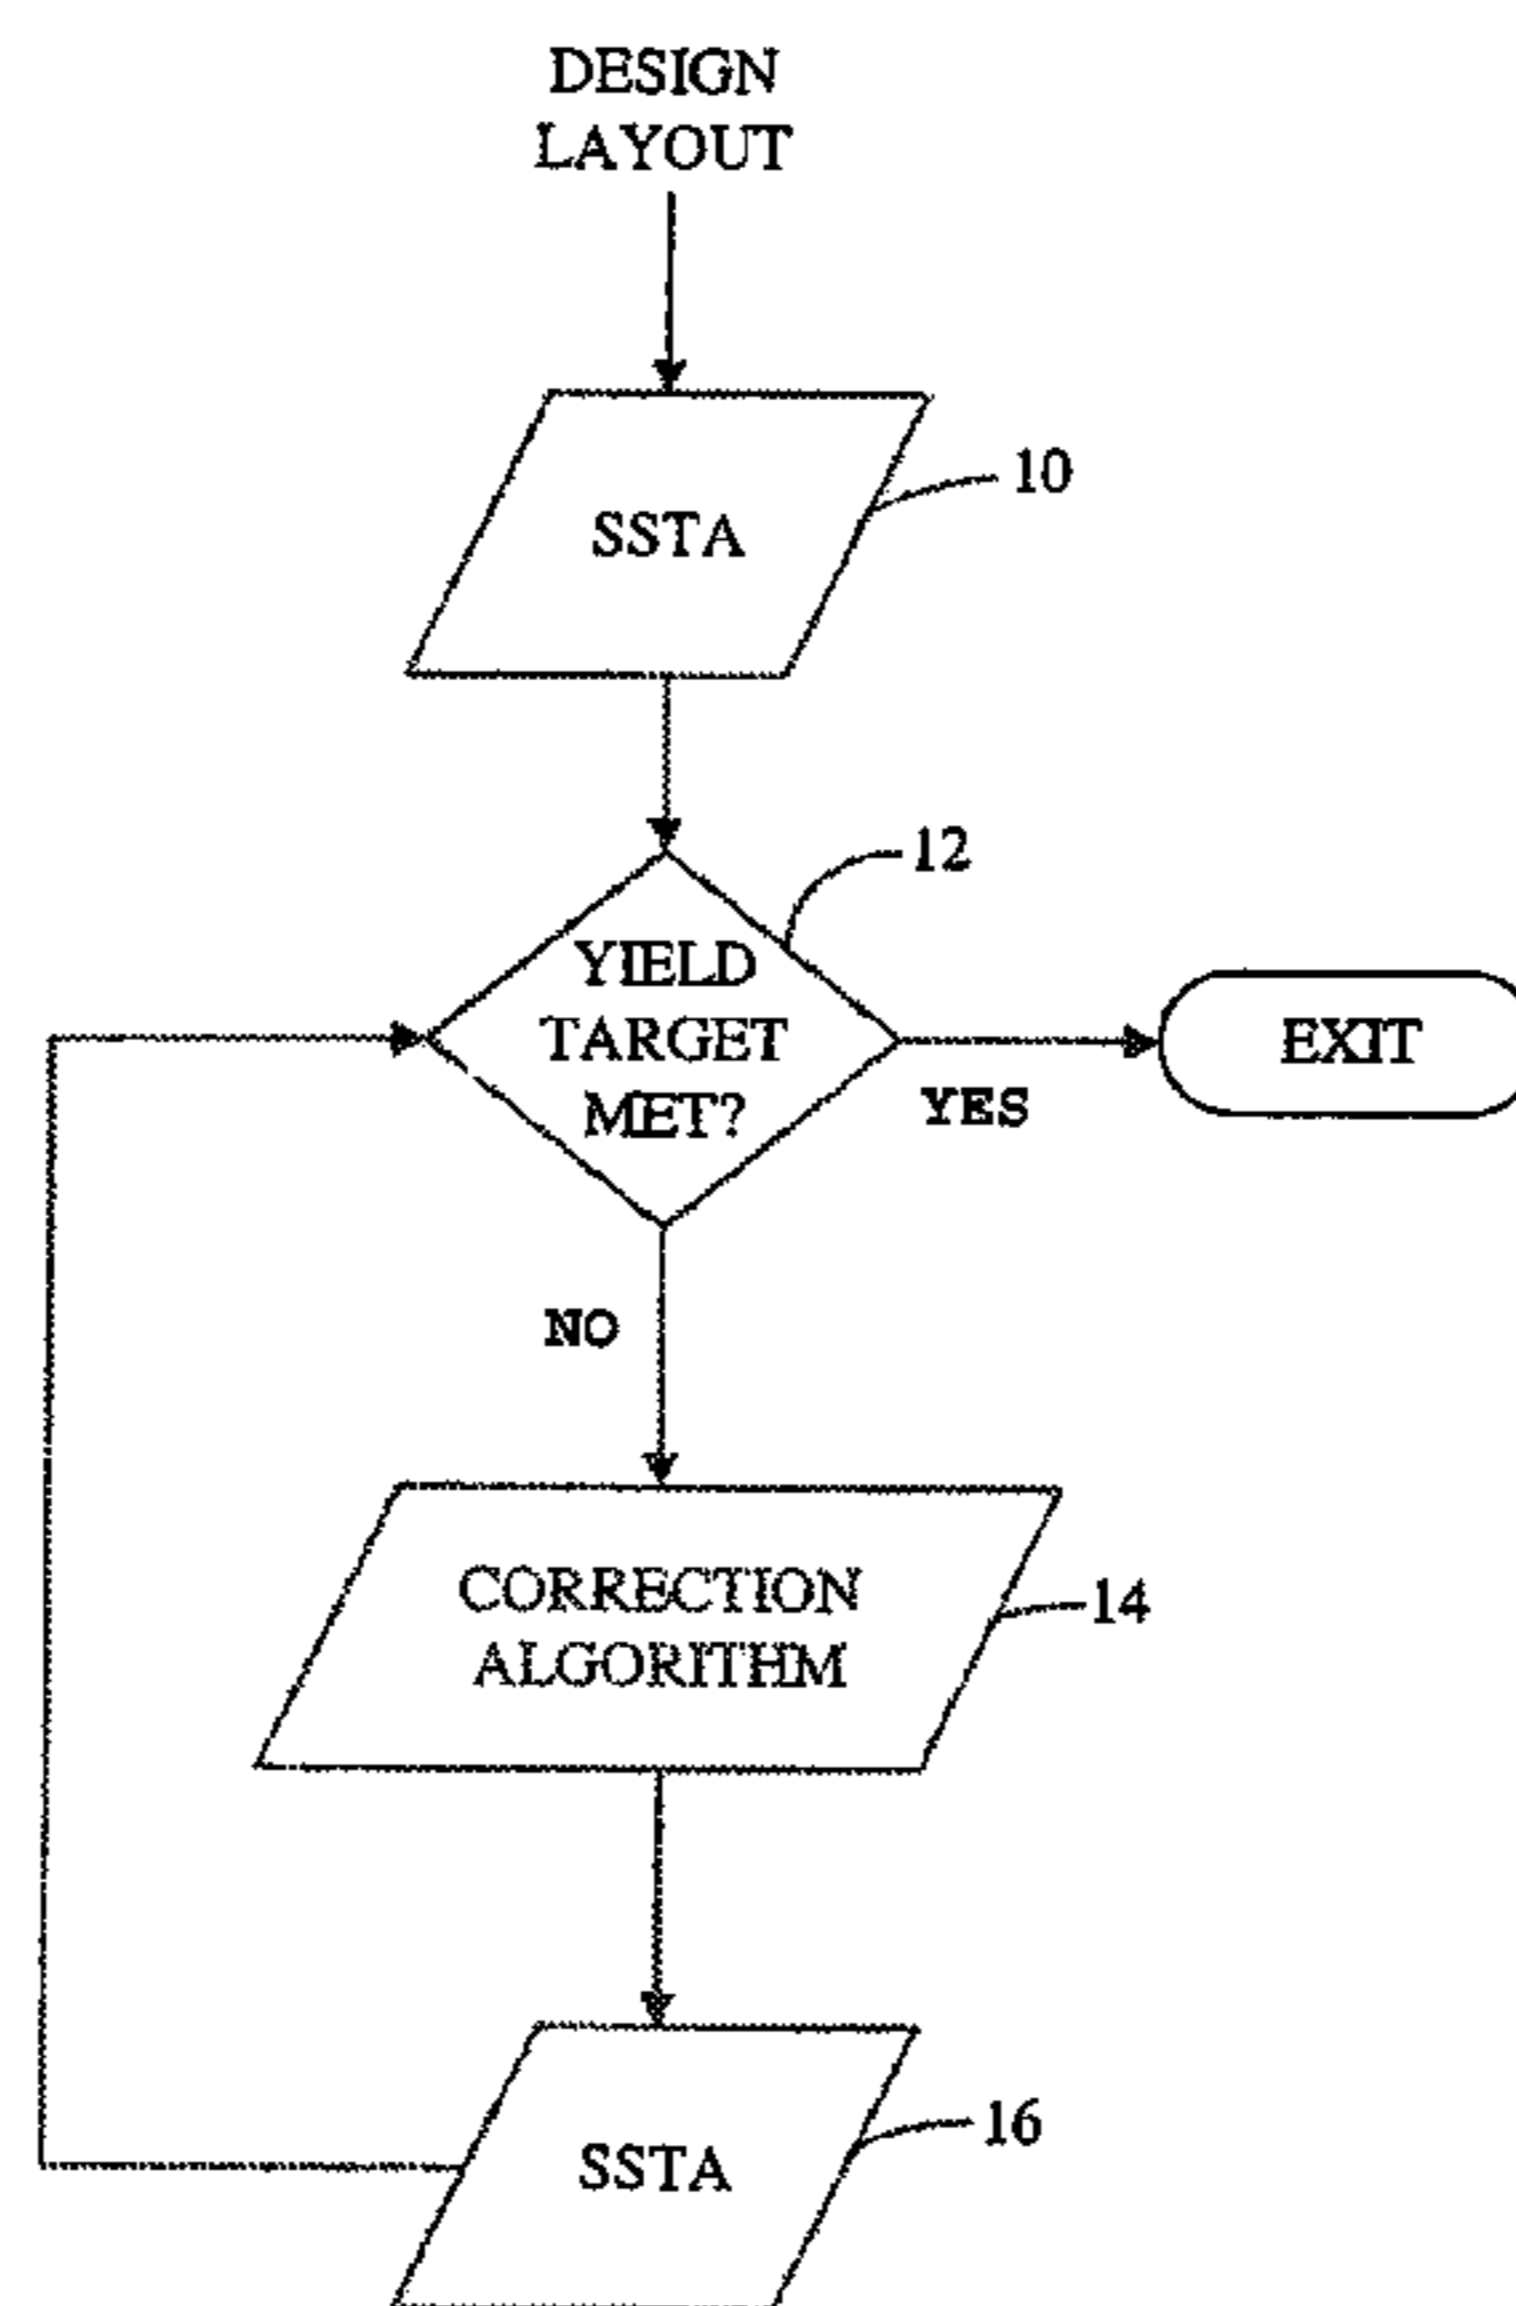 DESIGN
LAYOUT
10
SSTA
12
YIELD
TARGET
MET?
EXIT
YES
NO
CORRECTION
ALGORITHM
14
16
SSTA